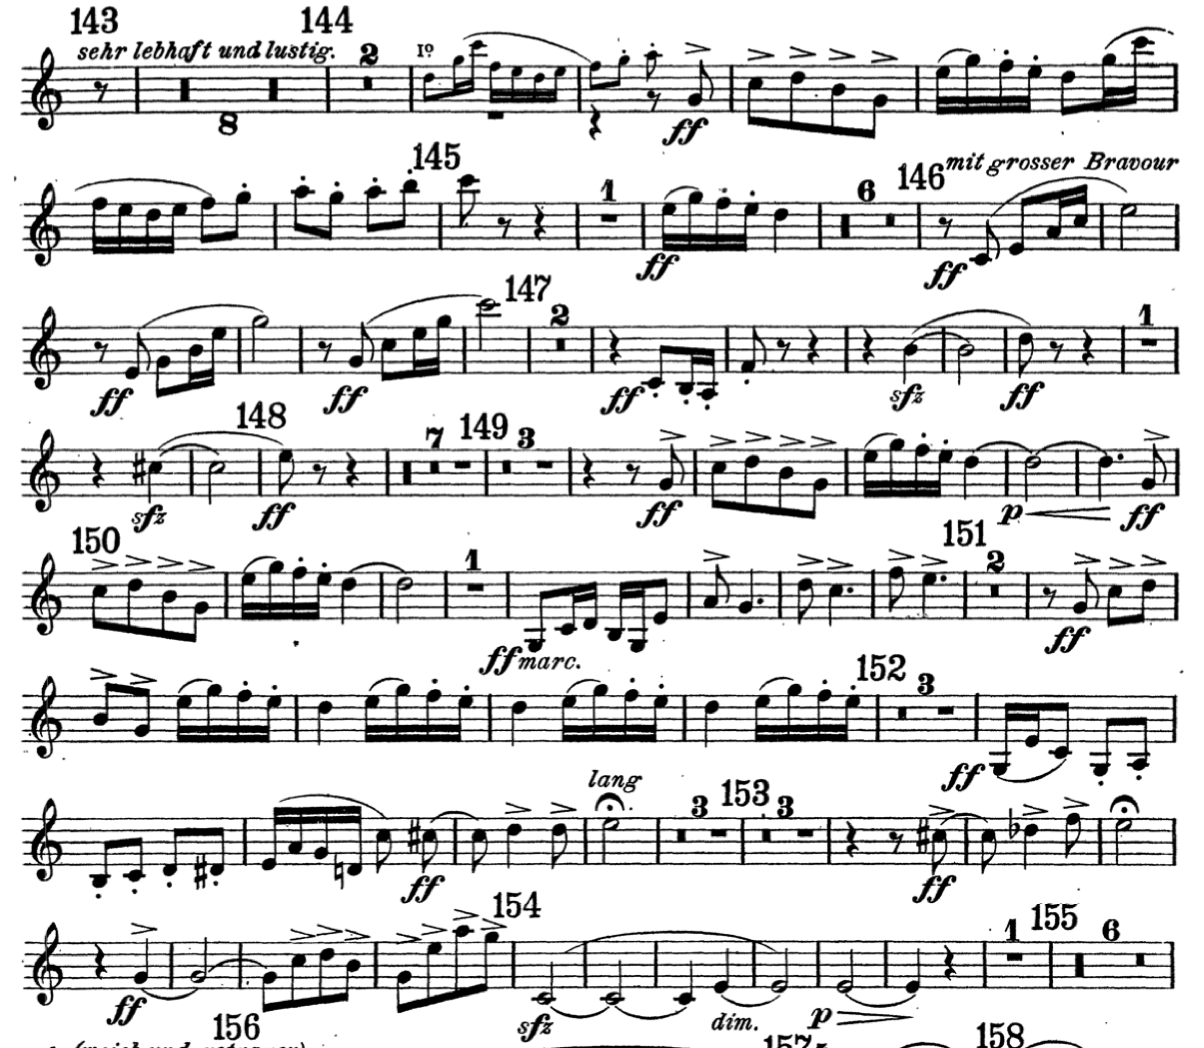 143 144
sehr lebhaft und lustig. 2 Iº
8 ff
145 1 6 146 mit grosser Bravour
ff ff
147 2 1
ff ff ff sfz ff
148 7 149 3
sfz ff ff p ff
150 1 151 2
ff marc. ff
152 3
ff
lang
3 153 3
ff ff
154 1 155 6
ff sfz dim. p
156 158